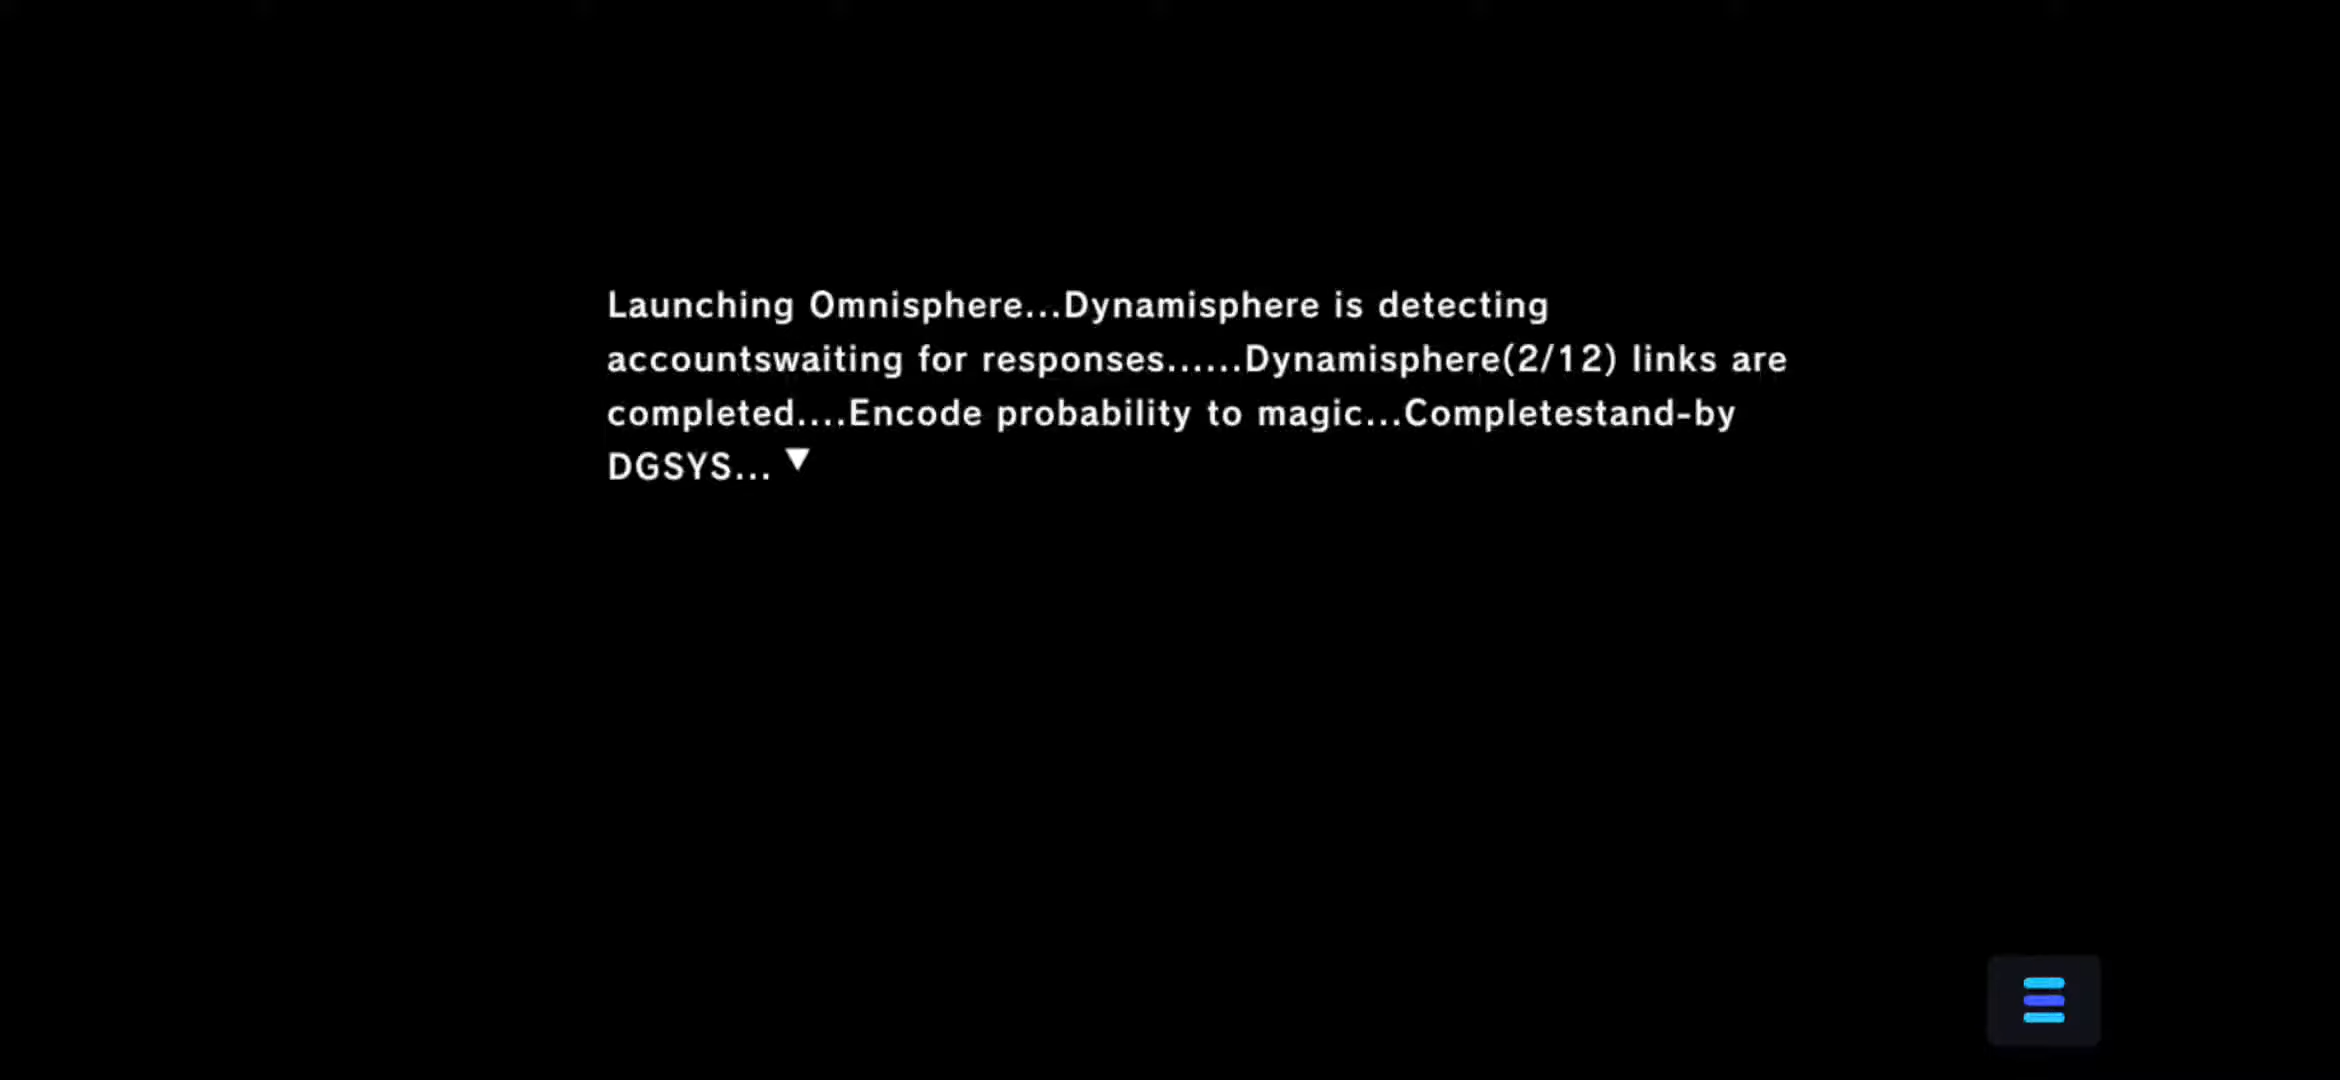 Launching Omnisphere...Dynamisphere is detecting
accountswaiting for responses......Dynamisphere(2/12) links are
completed....Encode probability to magic...Completestand-by
DGSYS... ▼